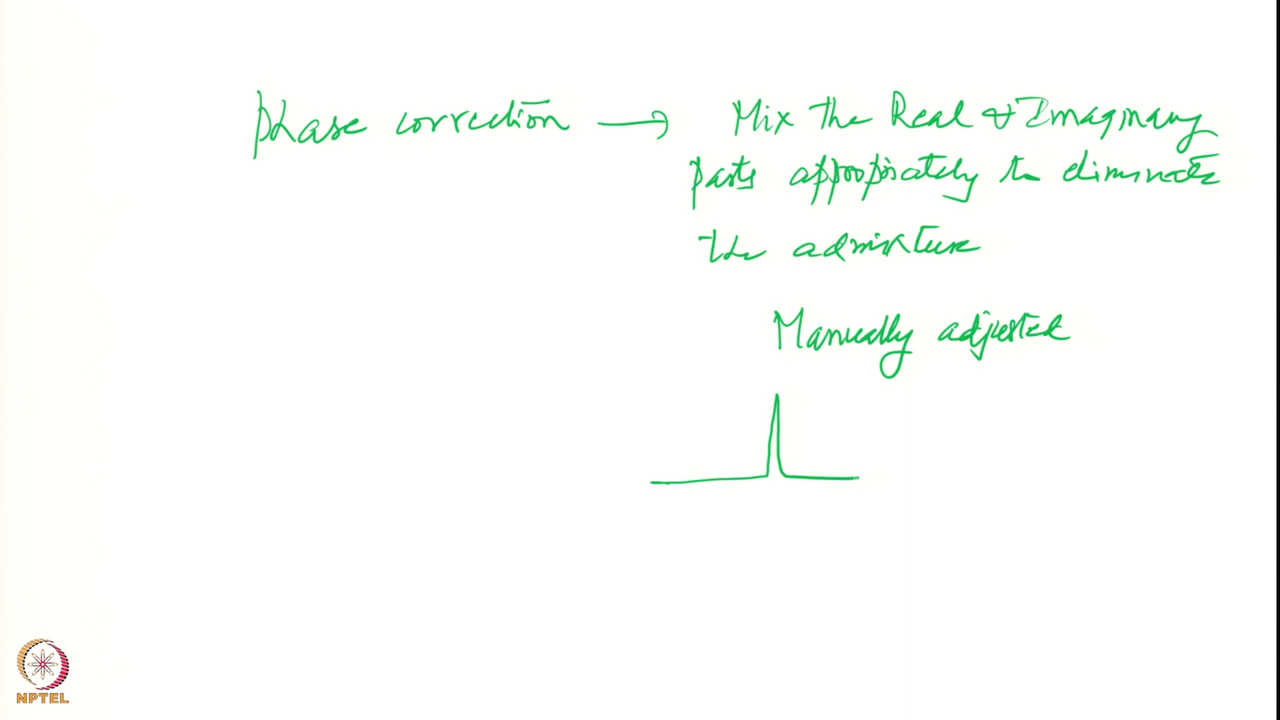 phase correction → Mix the Real & Imaginary
parts appropriately to eliminate
the admixture
Manually adjusted
NPTEL